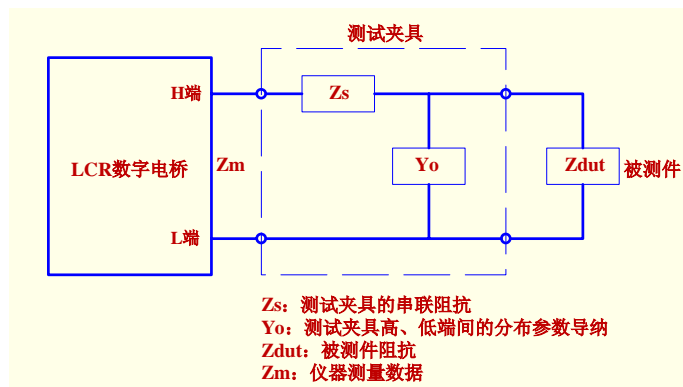 测试夹具
H端
Zs
LCR数字电桥
Zm
Yo
Zdut
被测件
L端
Zs：测试夹具的串联阻抗
Yo：测试夹具高、低端间的分布参数导纳
Zdut：被测件阻抗
Zm：仪器测量数据